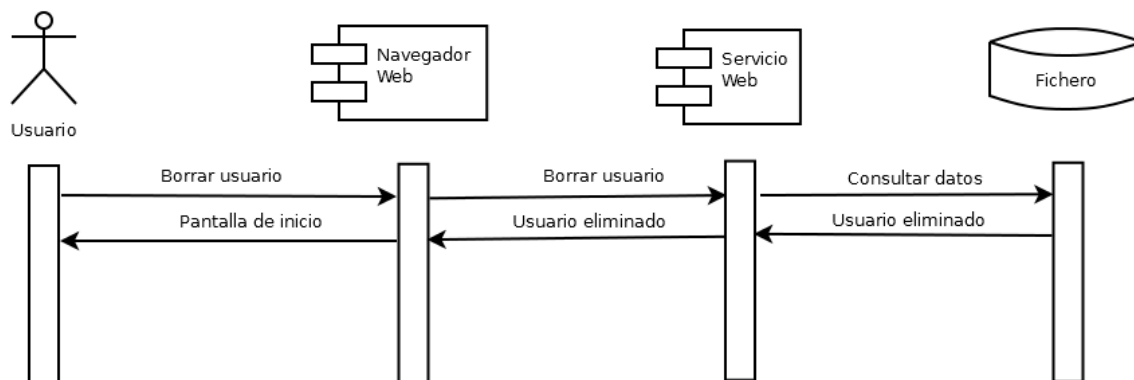 Usuario
Navegador
Web
Servicio
Web
Fichero
Borrar usuario
Borrar usuario
Consultar datos
Pantalla de inicio
Usuario eliminado
Usuario eliminado